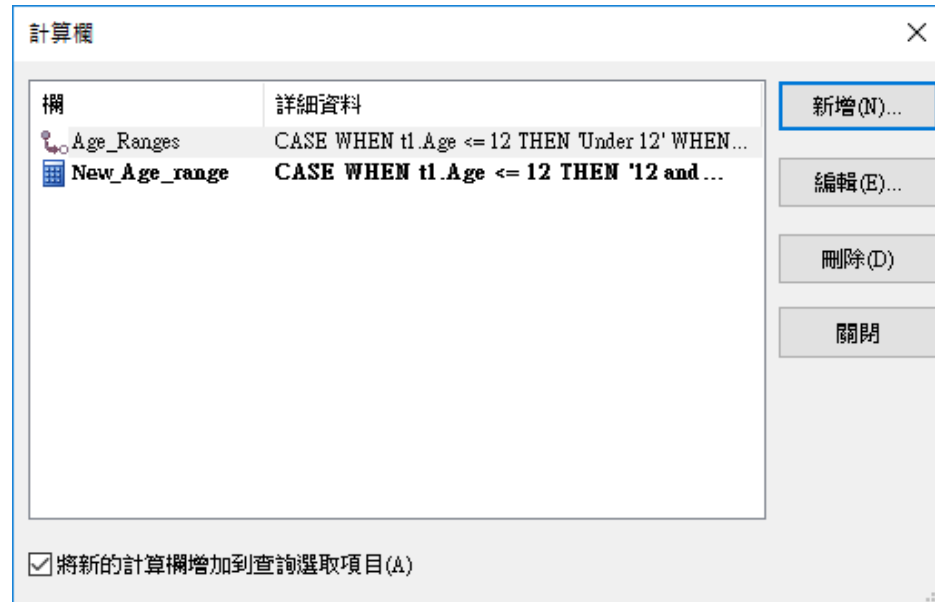 計算欄
欄 詳細資料
Age_Ranges CASE WHEN t1.Age <= 12 THEN 'Under 12' WHEN...
New_Age_range CASE WHEN t1.Age <= 12 THEN '12 and ...
新增(N)...
編輯(E)...
刪除(D)
關閉
將新的計算欄增加到查詢選取項目(A)